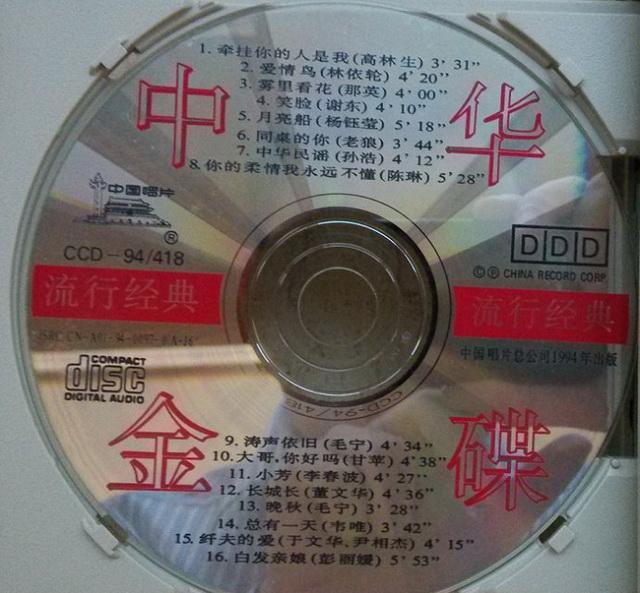 1. 牵挂你的人是我(高林生) 3' 31"
2. 爱情鸟(林依轮) 4' 20"
3. 雾里看花(那英) 4' 00"
4. 笑脸(谢东) 4' 10"
5. 月亮船(杨钰莹) 5' 18"
6. 同桌的你(老狼) 3' 44"
7. 中华民谣(孙浩) 4' 12"
8. 你的柔情我永远不懂(陈琳) 5' 28"
中 华
中国唱片
®
CCD-94/418
DDD
©℗ CHINA RECORD CORP.
流行经典
流行经典
中国唱片总公司1994年出版
COMPACT
disc
DIGITAL AUDIO
CCD-94/418
金 碟
9. 涛声依旧(毛宁) 4' 34"
10. 大哥,你好吗(甘苹) 4' 38"
11. 小芳(李春波) 4' 27"
12. 长城长(董文华) 4' 36"
13. 晚秋(毛宁) 3' 28"
14. 总有一天(韦唯) 3' 42"
15. 纤夫的爱(于文华、尹相杰) 4' 15"
16. 白发亲娘(彭丽媛) 5' 53"